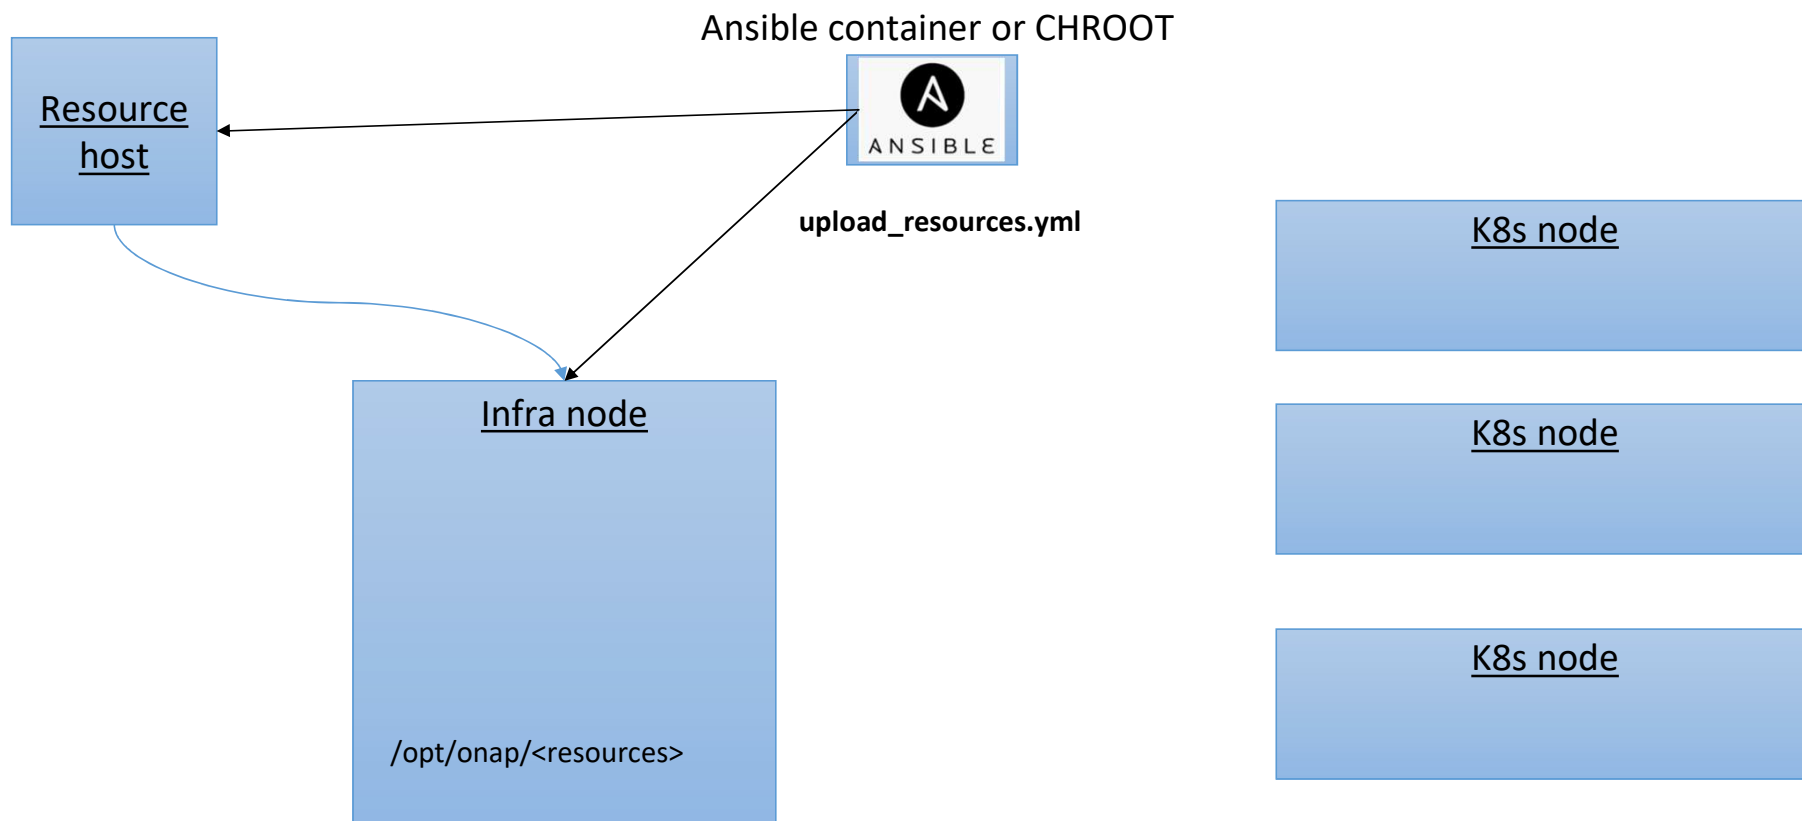 Ansible container or CHROOT
Resource
host
ANSIBLE
upload_resources.yml
K8s node
Infra node
K8s node
K8s node
/opt/onap/<resources>